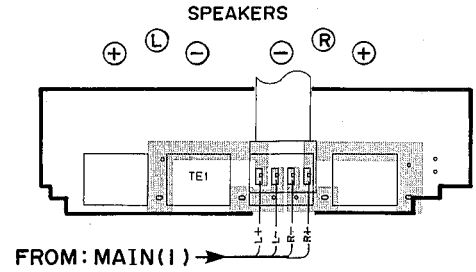 SPEAKERS
+ L - - R +
TE1
L+ L- R- R+
FROM: MAIN(1)